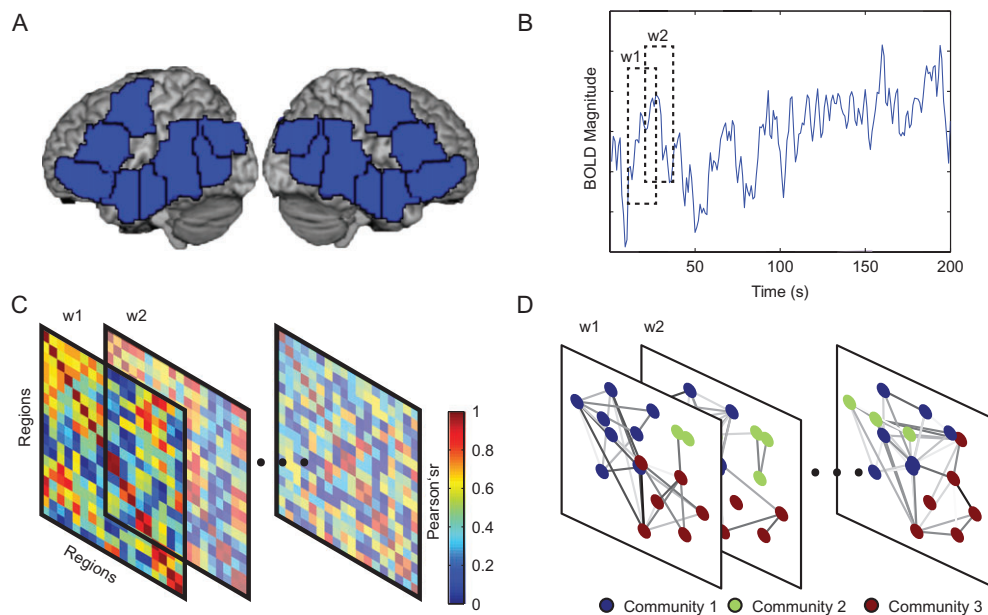 A
B
w2
w1
BOLD Magnitude
50
100
150
200
Time (s)
C
w1
w2
Regions
Regions
1
0.8
0.6
0.4
0.2
0
Pearson'sr
D
w1
w2
Community 1
Community 2
Community 3